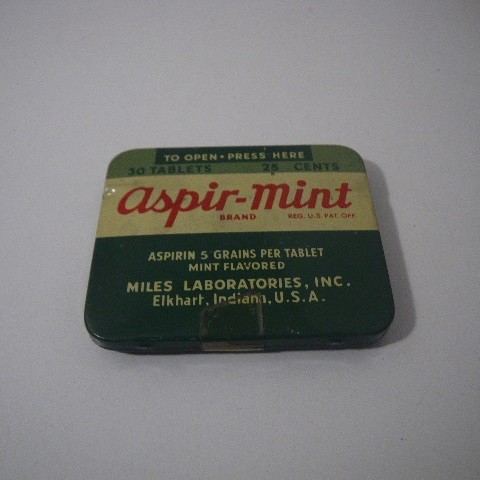 TO OPEN • PRESS HERE
30 TABLETS 25 CENTS
aspir-mint
BRAND REG. U.S. PAT. OFF.
ASPIRIN 5 GRAINS PER TABLET
MINT FLAVORED
MILES LABORATORIES, INC.
Elkhart, Indiana, U.S.A.